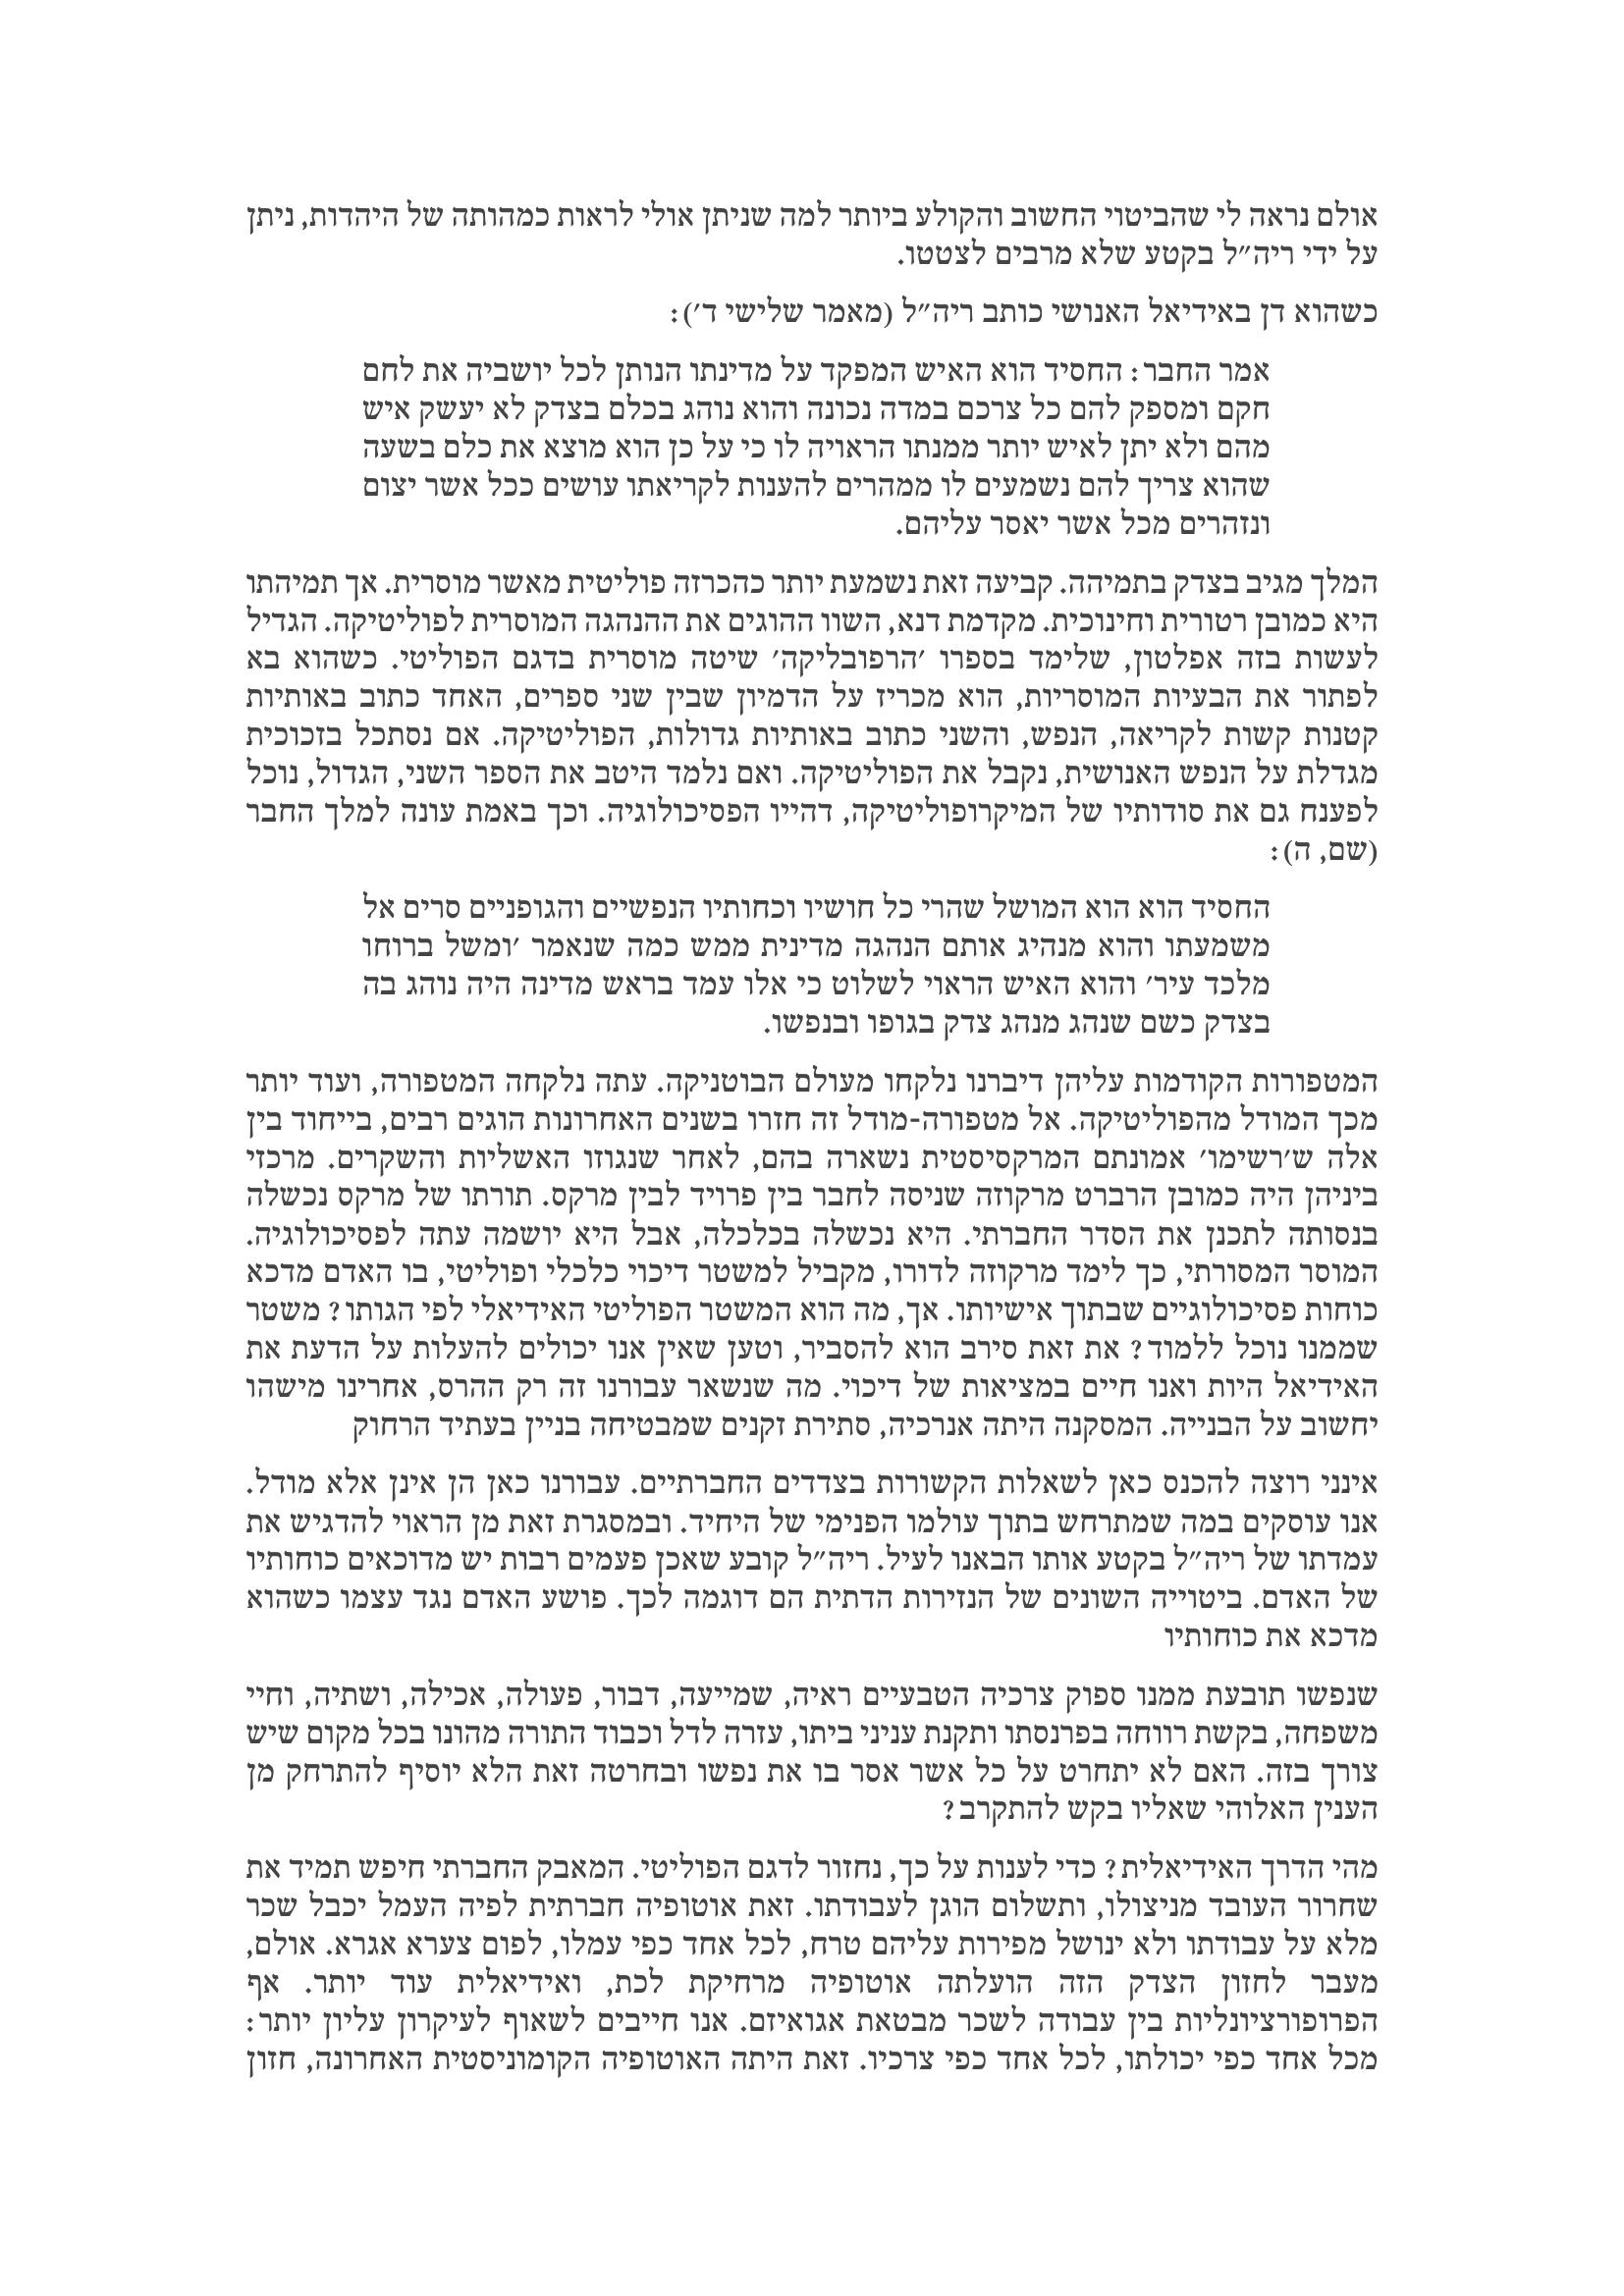 אולם נראה לי שהביטוי החשוב והקולע ביותר למה שניתן אולי לראות כמהותה של היהדות, ניתן
על ידי ריה״ל בקטע שלא מרבים לצטטו.
כשהוא דן באידיאל האנושי כותב ריה״ל (מאמר שלישי ד׳):
אמר החבר: החסיד הוא האיש המפקד על מדינתו הנותן לכל יושביה את לחם
חקם ומספק להם כל צרכם במדה נכונה והוא נוהג בכלם בצדק לא יעשק איש
מהם ולא יתן לאיש יותר ממנתו הראויה לו כי על כן הוא מוצא את כלם בשעה
שהוא צריך להם נשמעים לו ממהרים להענות לקריאתו עושים ככל אשר יצום
ונזהרים מכל אשר יאסר עליהם.
המלך מגיב בצדק בתמיהה. קביעה זאת נשמעת יותר כהכרזה פוליטית מאשר מוסרית. אך תמיהתו
היא כמובן רטורית וחינוכית. מקדמת דנא, השוו ההוגים את ההנהגה המוסרית לפוליטיקה. הגדיל
לעשות בזה אפלטון, שלימד בספרו ׳הרפובליקה׳ שיטה מוסרית בדגם הפוליטי. כשהוא בא
לפתור את הבעיות המוסריות, הוא מכריז על הדמיון שבין שני ספרים, האחד כתוב באותיות
קטנות קשות לקריאה, הנפש, והשני כתוב באותיות גדולות, הפוליטיקה. אם נסתכל בזכוכית
מגדלת על הנפש האנושית, נקבל את הפוליטיקה. ואם נלמד היטב את הספר השני, הגדול, נוכל
לפענח גם את סודותיו של המיקרופוליטיקה, דהייו הפסיכולוגיה. וכך באמת עונה למלך החבר
(שם, ה):
החסיד הוא הוא המושל שהרי כל חושיו וכחותיו הנפשיים והגופניים סרים אל
משמעתו והוא מנהיג אותם הנהגה מדינית ממש כמה שנאמר ׳ומשל ברוחו
מלכד עיר׳ והוא האיש הראוי לשלוט כי אלו עמד בראש מדינה היה נוהג בה
בצדק כשם שנהג מנהג צדק בגופו ובנפשו.
המטפורות הקודמות עליהן דיברנו נלקחו מעולם הבוטניקה. עתה נלקחה המטפורה, ועוד יותר
מכך המודל מהפוליטיקה. אל מטפורה-מודל זה חזרו בשנים האחרונות הוגים רבים, בייחוד בין
אלה ש׳רשימו׳ אמונתם המרקסיסטית נשארה בהם, לאחר שנגוזו האשליות והשקרים. מרכזי
ביניהן היה כמובן הרברט מרקוזה שניסה לחבר בין פרויד לבין מרקס. תורתו של מרקס נכשלה
בנסותה לתכנן את הסדר החברתי. היא נכשלה בכלכלה, אבל היא יושמה עתה לפסיכולוגיה.
המוסר המסורתי, כך לימד מרקוזה לדורו, מקביל למשטר דיכוי כלכלי ופוליטי, בו האדם מדכא
כוחות פסיכולוגיים שבתוך אישיותו. אך, מה הוא המשטר הפוליטי האידיאלי לפי הגותו? משטר
שממנו נוכל ללמוד? את זאת סירב הוא להסביר, וטען שאין אנו יכולים להעלות על הדעת את
האידיאל היות ואנו חיים במציאות של דיכוי. מה שנשאר עבורנו זה רק ההרס, אחרינו מישהו
יחשוב על הבנייה. המסקנה היתה אנרכיה, סתירת זקנים שמבטיחה בניין בעתיד הרחוק
אינני רוצה להכנס כאן לשאלות הקשורות בצדדים החברתיים. עבורנו כאן הן אינן אלא מודל.
אנו עוסקים במה שמתרחש בתוך עולמו הפנימי של היחיד. ובמסגרת זאת מן הראוי להדגיש את
עמדתו של ריה״ל בקטע אותו הבאנו לעיל. ריה״ל קובע שאכן פעמים רבות יש מדוכאים כוחותיו
של האדם. ביטוייה השונים של הנזירות הדתית הם דוגמה לכך. פושע האדם נגד עצמו כשהוא
מדכא את כוחותיו
שנפשו תובעת ממנו ספוק צרכיה הטבעיים ראיה, שמייעה, דבור, פעולה, אכילה, ושתיה, וחיי
משפחה, בקשת רווחה בפרנסתו ותקנת עניני ביתו, עזרה לדל וכבוד התורה מהונו בכל מקום שיש
צורך בזה. האם לא יתחרט על כל אשר אסר בו את נפשו ובחרטה זאת הלא יוסיף להתרחק מן
הענין האלוהי שאליו בקש להתקרב?
מהי הדרך האידיאלית? כדי לענות על כך, נחזור לדגם הפוליטי. המאבק החברתי חיפש תמיד את
שחרור העובד מניצולו, ותשלום הוגן לעבודתו. זאת אוטופיה חברתית לפיה העמל יכבל שכר
מלא על עבודתו ולא ינושל מפירות עליהם טרח, לכל אחד כפי עמלו, לפום צערא אגרא. אולם,
מעבר לחזון הצדק הזה הועלתה אוטופיה מרחיקת לכת, ואידיאלית עוד יותר. אף
הפרופורציונליות בין עבודה לשכר מבטאת אגואיזם. אנו חייבים לשאוף לעיקרון עליון יותר:
מכל אחד כפי יכולתו, לכל אחד כפי צרכיו. זאת היתה האוטופיה הקומוניסטית האחרונה, חזון